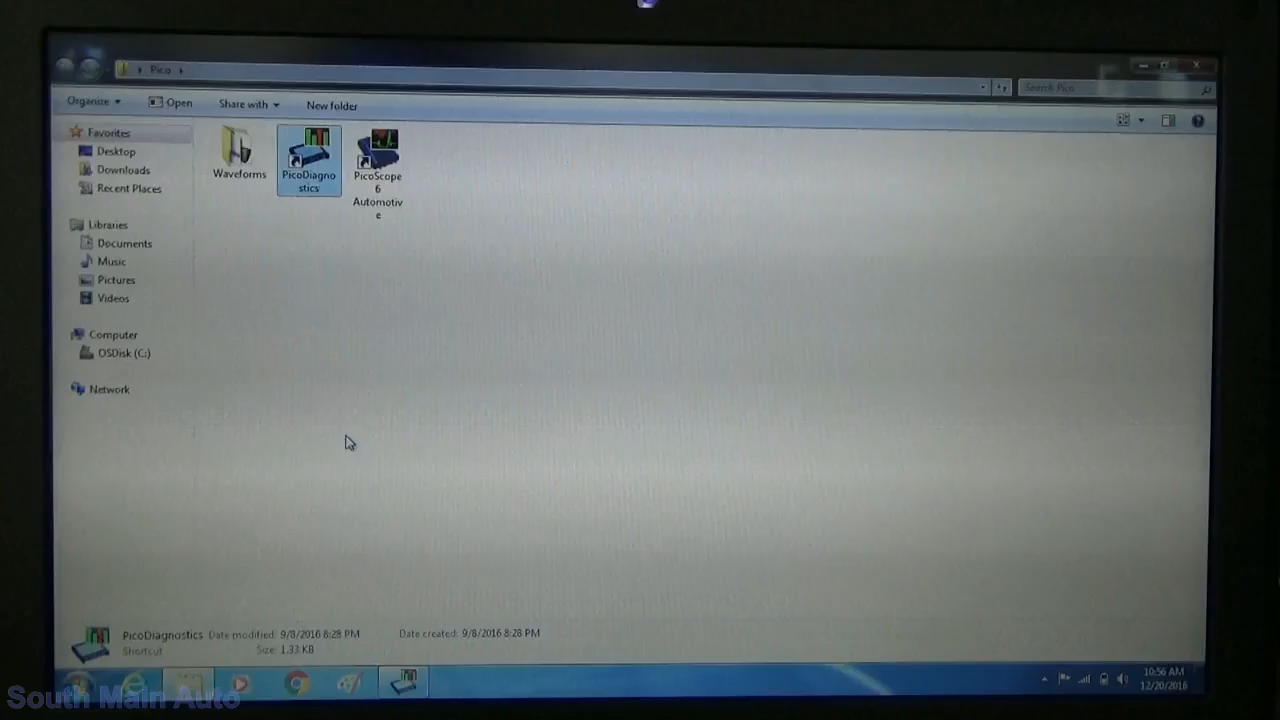 Pico
Search Pico
Organize
Open
Share with
New folder
Favorites
Desktop
Downloads
Recent Places
Libraries
Documents
Music
Pictures
Videos
Computer
OSDisk (C:)
Network
Waveforms
PicoDiagno
stics
PicoScope
6
Automotiv
e
PicoDiagnostics Date modified: 9/8/2016 8:28 PM Date created: 9/8/2016 8:28 PM
Shortcut Size: 1.33 KB
10:56 AM
12/20/2016
South Main Auto